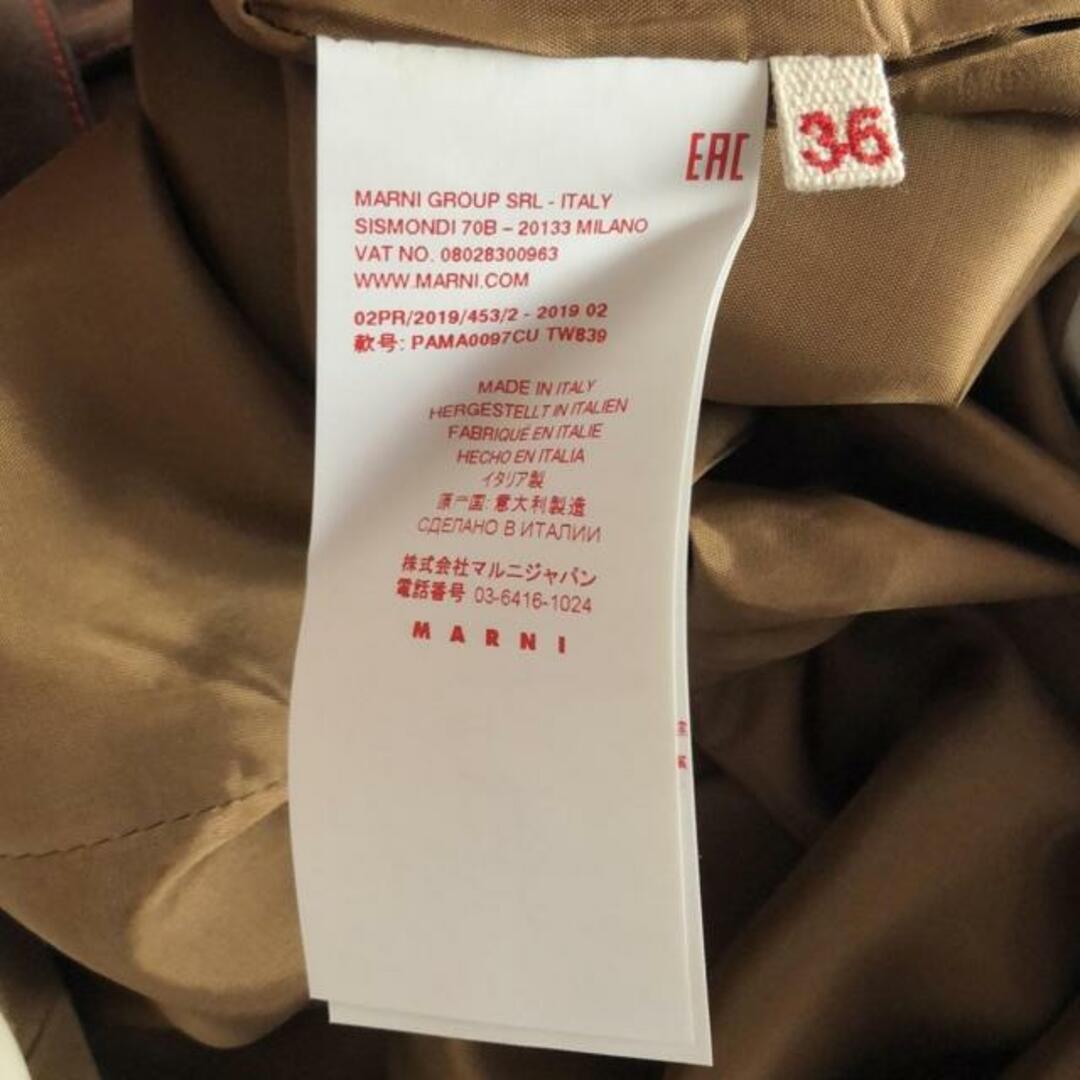 EAC
36
MARNI GROUP SRL - ITALY
SISMONDI 70B – 20133 MILANO
VAT NO. 08028300963
WWW.MARNI.COM
02PR/2019/453/2 - 2019 02
款号: PAMA0097CU TW839
MADE IN ITALY
HERGESTELLT IN ITALIEN
FABRIQUÉ EN ITALIE
HECHO EN ITALIA
イタリア製
原产国: 意大利製造
СДЕЛАНО В ИТАЛИИ
株式会社マルニジャパン
電話番号 03-6416-1024
MARNI